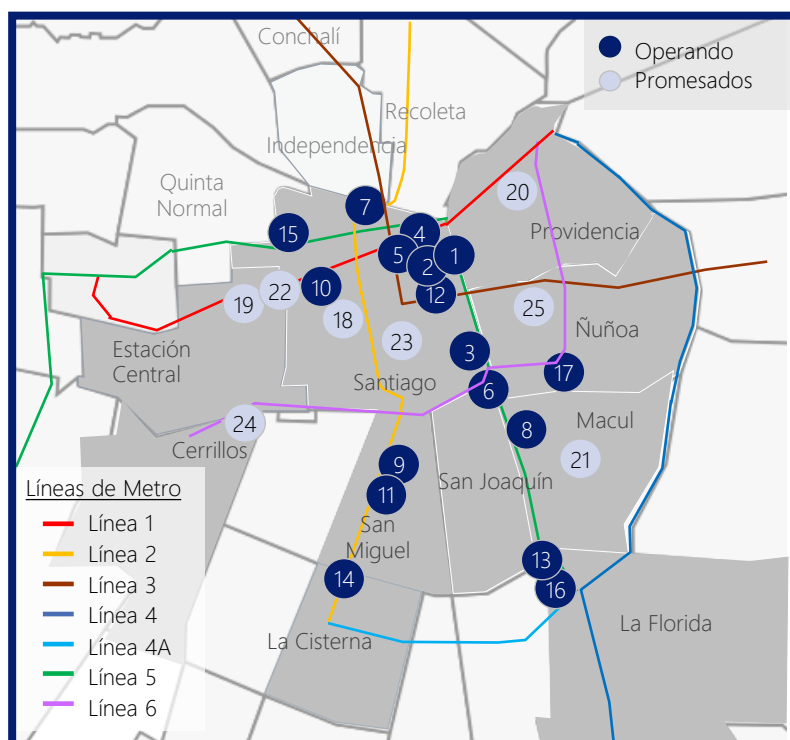 Conchalí
Operando
Promesados
Recoleta
Independencia
Quinta
Normal
20
7
Providencia
15
4
5
1
2
10
22
12
19
25
18
Ñuñoa
23
Estación
Central
3
17
Santiago
6
Macul
24
8
Cerrillos
21
9
San Joaquín
Líneas de Metro
11
Línea 1
San
Miguel
Línea 2
13
14
16
Línea 3
Línea 4
La Florida
La Cisterna
Línea 4A
Línea 5
Línea 6